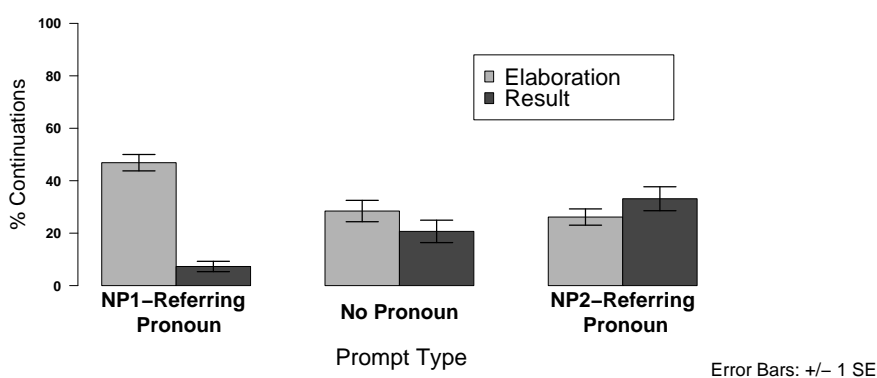 % Continuations
100
80
60
40
20
0
Elaboration
Result
NP1−Referring
Pronoun
No Pronoun
NP2−Referring
Pronoun
Prompt Type
Error Bars: +/− 1 SE